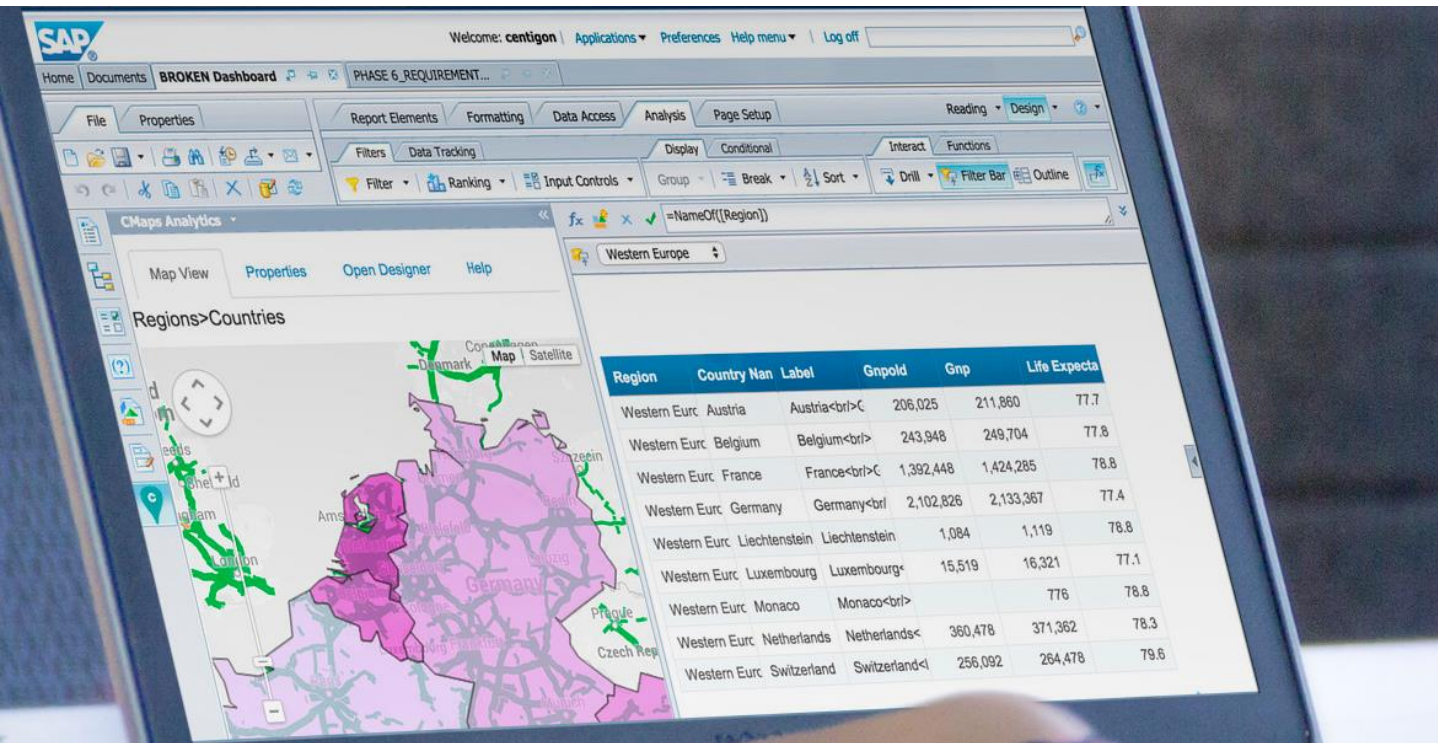 SAP
Welcome: centigon | Applications Preferences Help menu | Log off
Home Documents BROKEN Dashboard PHASE 6_REQUIREMENT...
File Properties Report Elements Formatting Data Access Analysis Page Setup Reading Design
Filters Data Tracking Display Conditional Interact Functions
Filter Ranking Input Controls Group Break Sort Drill Filter Bar Outline
CMaps Analytics
fx =NameOf([Region])
Western Europe
Map View Properties Open Designer Help
Regions>Countries
Map Satellite
Denmark
London
Germany
Leipzig
Prague
Czech Rep
Region Country Nan Label Gnpold Gnp Life Expecta
Western Eurc Austria Austria<br/>C 206,025 211,860 77.7
Western Eurc Belgium Belgium<br/> 243,948 249,704 77.8
Western Eurc France France<br/>C 1,392,448 1,424,285 78.8
Western Eurc Germany Germany<br/ 2,102,826 2,133,367 77.4
Western Eurc Liechtenstein Liechtenstein 1,084 1,119 78.8
Western Eurc Luxembourg Luxembourg< 15,519 16,321 77.1
Western Eurc Monaco Monaco<br/> 776 78.8
Western Eurc Netherlands Netherlands< 360,478 371,362 78.3
Western Eurc Switzerland Switzerland<l 256,092 264,478 79.6